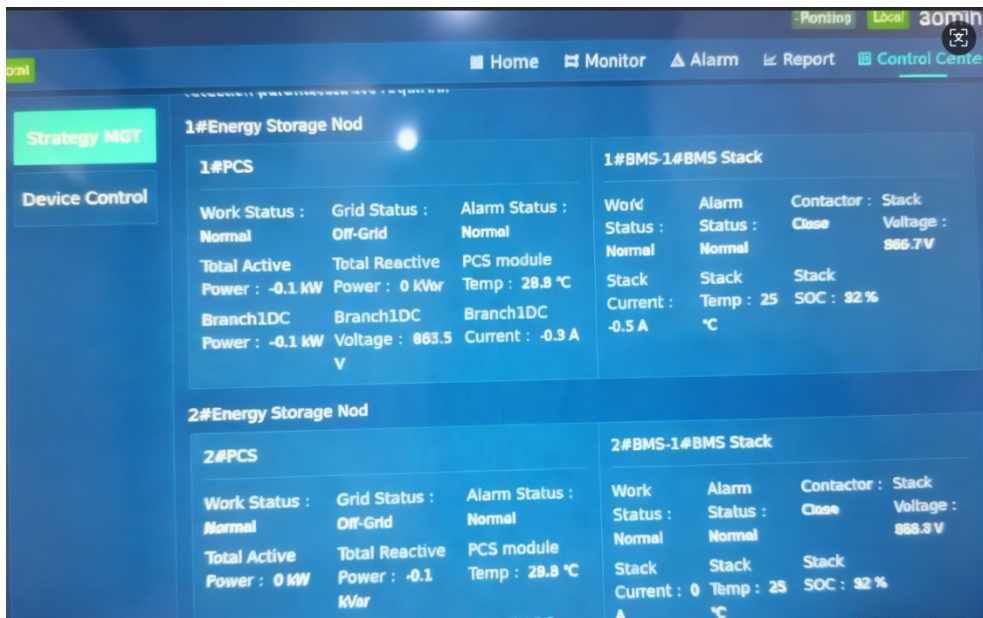 Local
Home Monitor Alarm Report Control Cente
Strategy MGT
Device Control
1#Energy Storage Nod
1#PCS
Work Status : Normal
Grid Status : Off-Grid
Alarm Status : Normal
Total Active Power : -0.1 kW
Total Reactive Power : 0 kVar
PCS module Temp : 28.8 ℃
Branch1DC Power : -0.1 kW
Branch1DC Voltage : 863.5 V
Branch1DC Current : -0.3 A
1#BMS-1#BMS Stack
Work Status : Normal
Alarm Status : Normal
Contactor : Close
Stack Voltage : 866.7 V
Stack Current : -0.5 A
Stack Temp : 25 ℃
Stack SOC : 92 %
2#Energy Storage Nod
2#PCS
Work Status : Normal
Grid Status : Off-Grid
Alarm Status : Normal
Total Active Power : 0 kW
Total Reactive Power : -0.1 kVar
PCS module Temp : 29.8 ℃
2#BMS-1#BMS Stack
Work Status : Normal
Alarm Status : Normal
Contactor : Close
Stack Voltage : 866.3 V
Stack Current : 0 A
Stack Temp : 25 ℃
Stack SOC : 92 %